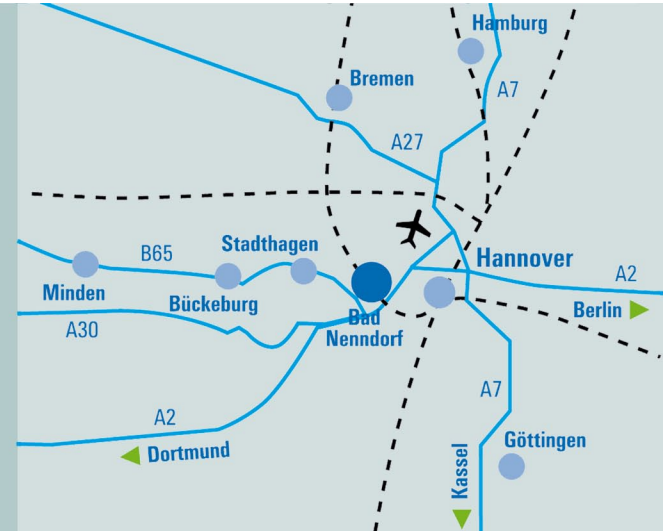 Hamburg
Bremen
A7
A27
Stadthagen
B65
Hannover
Minden
Bückeburg
A2
Berlin
Bad
Nenndorf
A30
A7
A2
Göttingen
Dortmund
Kassel